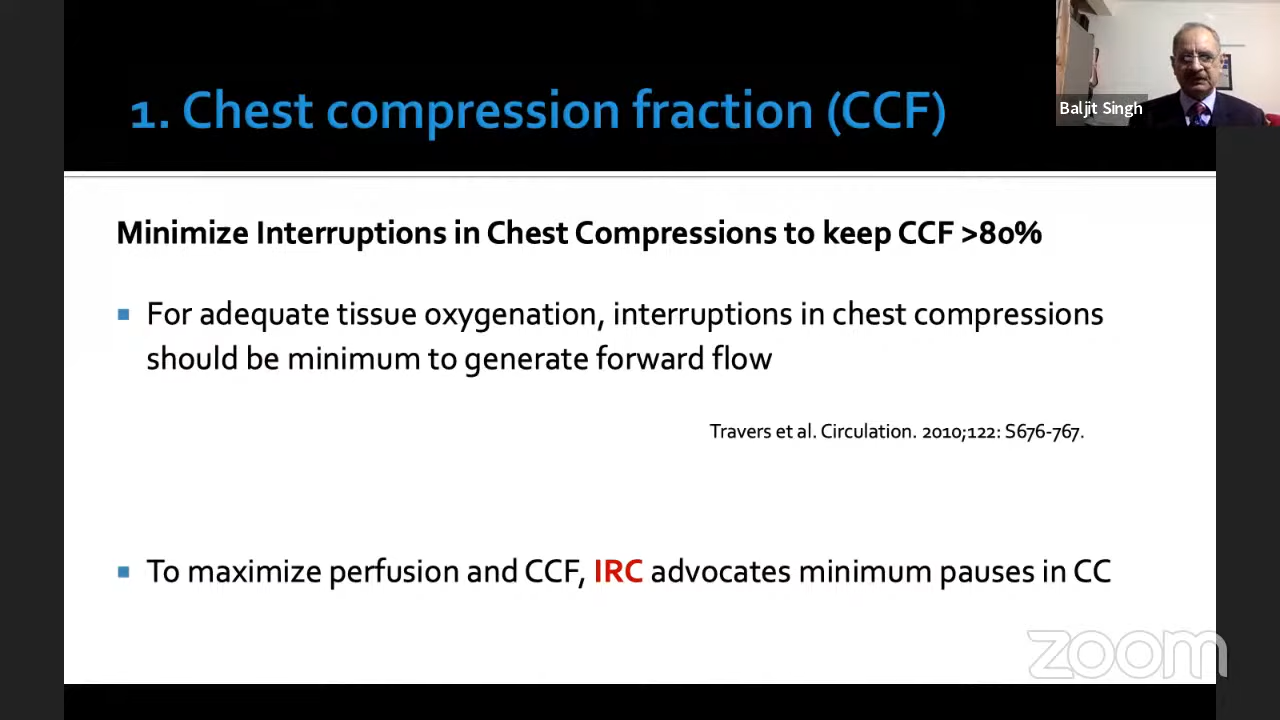 1. Chest compression fraction (CCF)
Baljit Singh
Minimize Interruptions in Chest Compressions to keep CCF >80%
For adequate tissue oxygenation, interruptions in chest compressions
should be minimum to generate forward flow
Travers et al. Circulation. 2010;122: S676-767.
To maximize perfusion and CCF, IRC advocates minimum pauses in CC
zoom